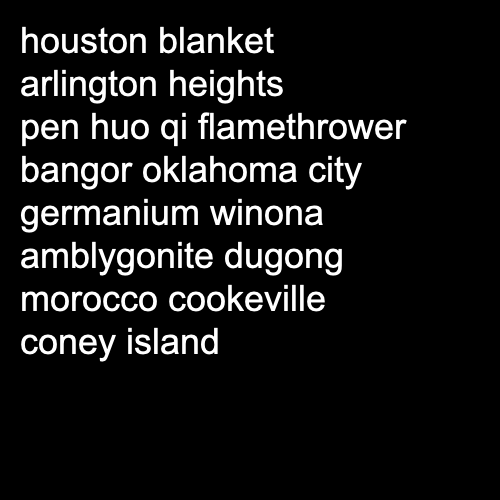 houston blanket
arlington heights
pen huo qi flamethrower
bangor oklahoma city
germanium winona
amblygonite dugong
morocco cookeville
coney island